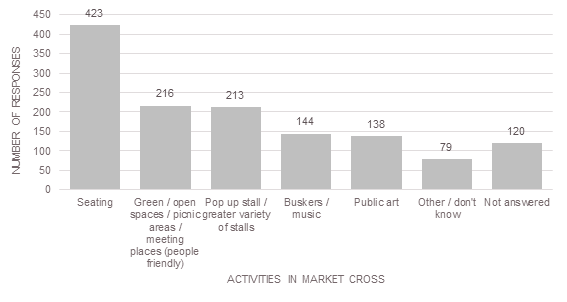 450
423
400
350
300
250
216
213
200
150
144
138
120
100
79
50
0
NUMBER OF RESPONSES
Seating
Green / open
spaces / picnic
areas /
meeting
places (people
friendly)
Pop up stall /
greater variety
of stalls
Buskers /
music
Public art
Other / don't
know
Not answered
ACTIVITIES IN MARKET CROSS